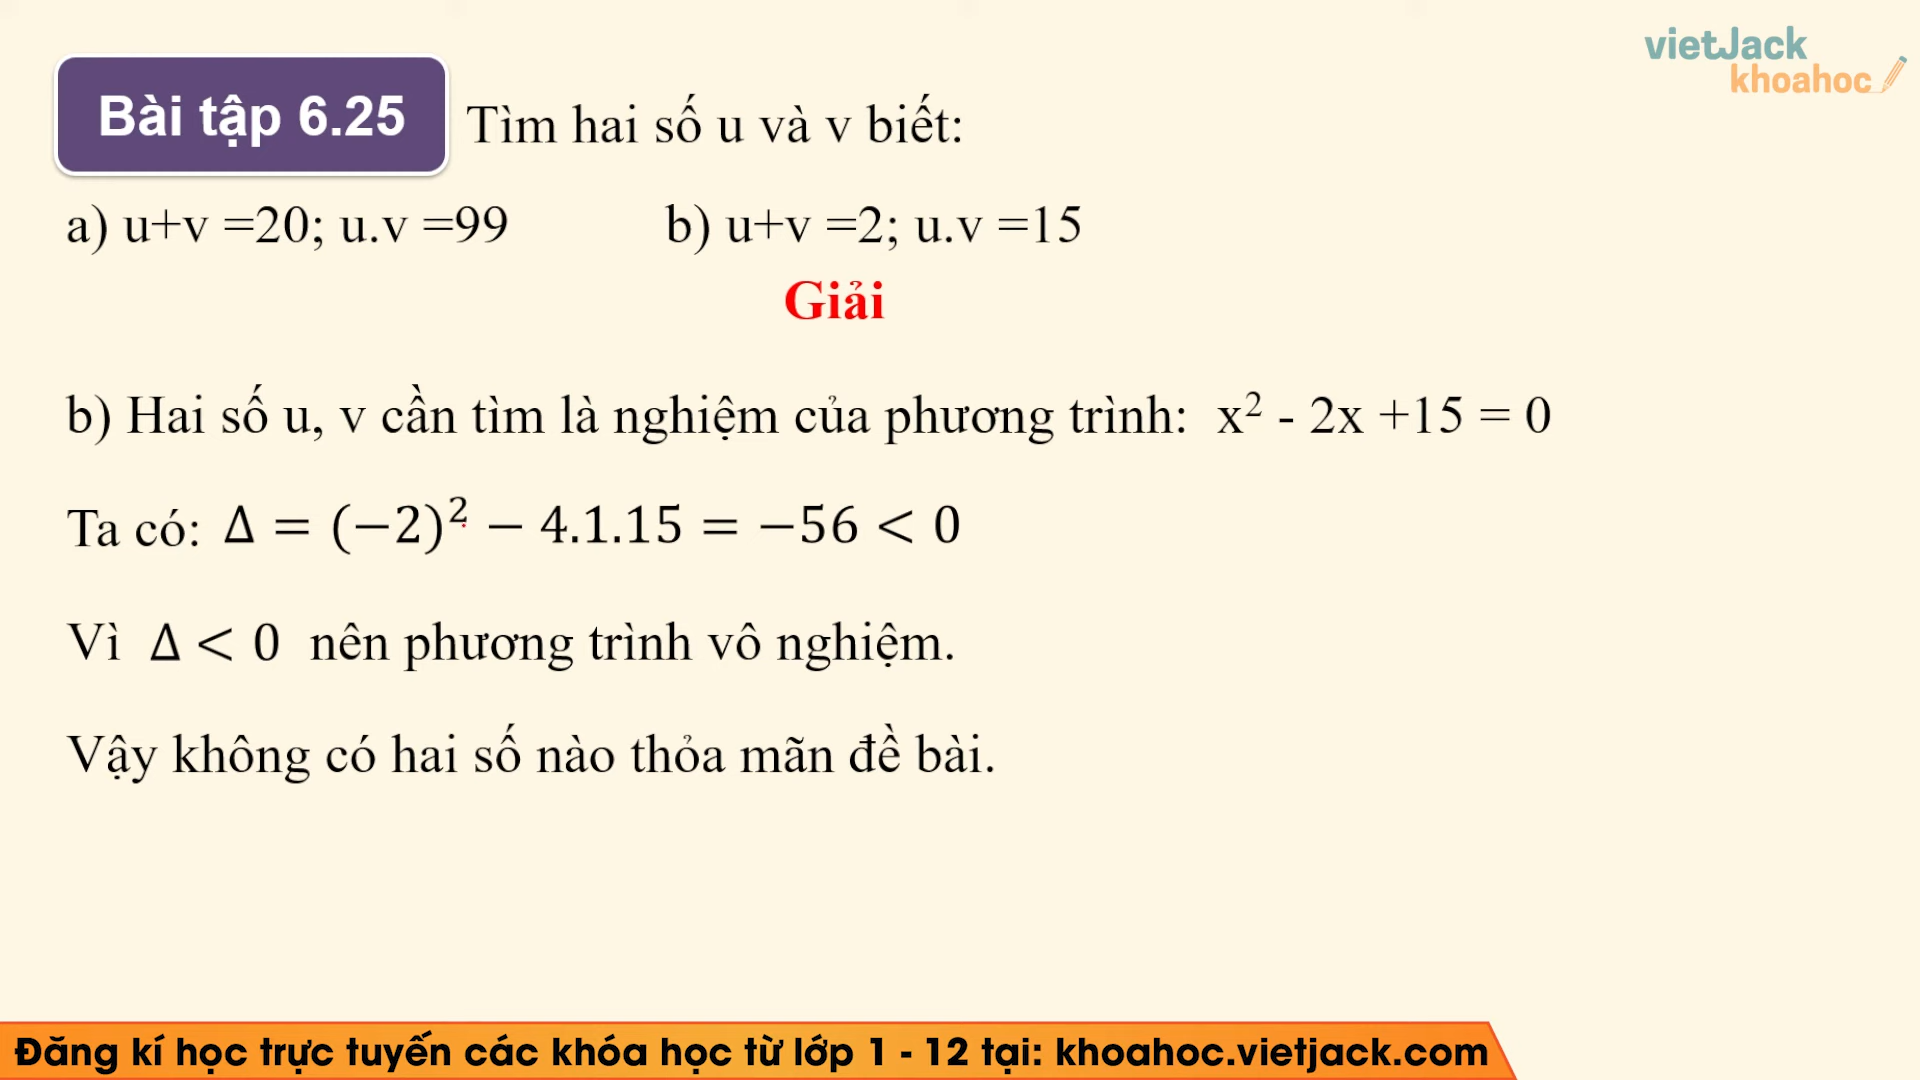 vietJack
khoahoc
Bài tập 6.25 Tìm hai số u và v biết:
a) u+v =20; u.v =99 b) u+v =2; u.v =15
Giải
b) Hai số u, v cần tìm là nghiệm của phương trình: x² - 2x +15 = 0
Ta có: Δ = (−2)² − 4.1.15 = −56 < 0
Vì Δ < 0 nên phương trình vô nghiệm.
Vậy không có hai số nào thỏa mãn đề bài.
Đăng kí học trực tuyến các khóa học từ lớp 1 - 12 tại: khoahoc.vietjack.com